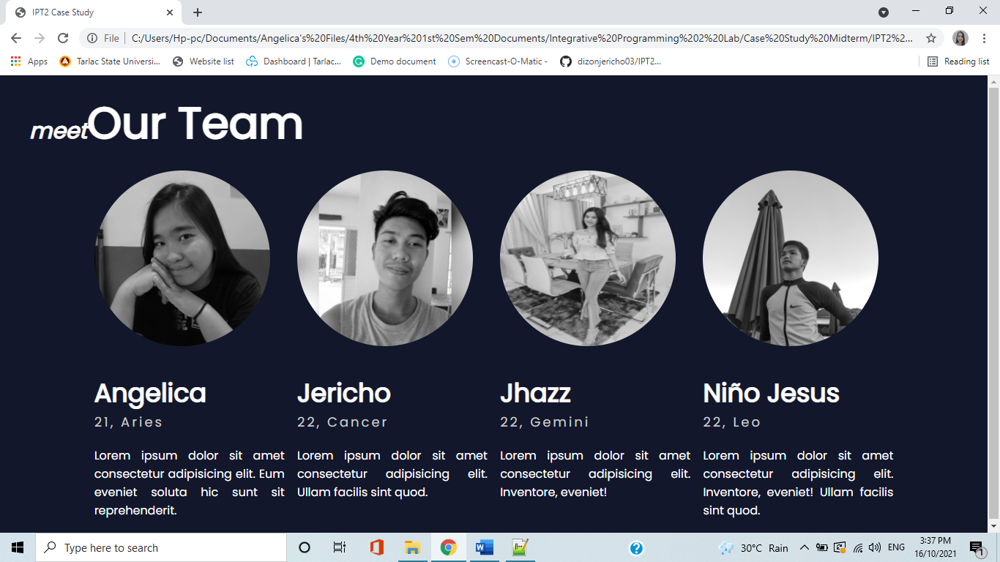 IPT2 Case Study
File C:/Users/Hp-pc/Documents/Angelica's%20Files/4th%20Year%201st%20Sem%20Documents/Integrative%20Programming%202%20Lab/Case%20Study%20Midterm/IPT2%2...
Apps Tarlac State Universi... Website list Dashboard | Tarlac... Demo document Screencast-O-Matic - dizonjericho03/IPT2... Reading list
meetOur Team
Angelica
21, Aries
Lorem ipsum dolor sit amet
consectetur adipisicing elit. Eum
eveniet soluta hic sunt sit
reprehenderit.
Jericho
22, Cancer
Lorem ipsum dolor sit amet
consectetur adipisicing elit.
Ullam facilis sint quod.
Jhazz
22, Gemini
Lorem ipsum dolor sit amet
consectetur adipisicing elit.
Inventore, eveniet!
Niño Jesus
22, Leo
Lorem ipsum dolor sit amet
consectetur adipisicing elit.
Inventore, eveniet! Ullam facilis
sint quod.
Type here to search
30°C Rain
ENG
3:37 PM
16/10/2021
1